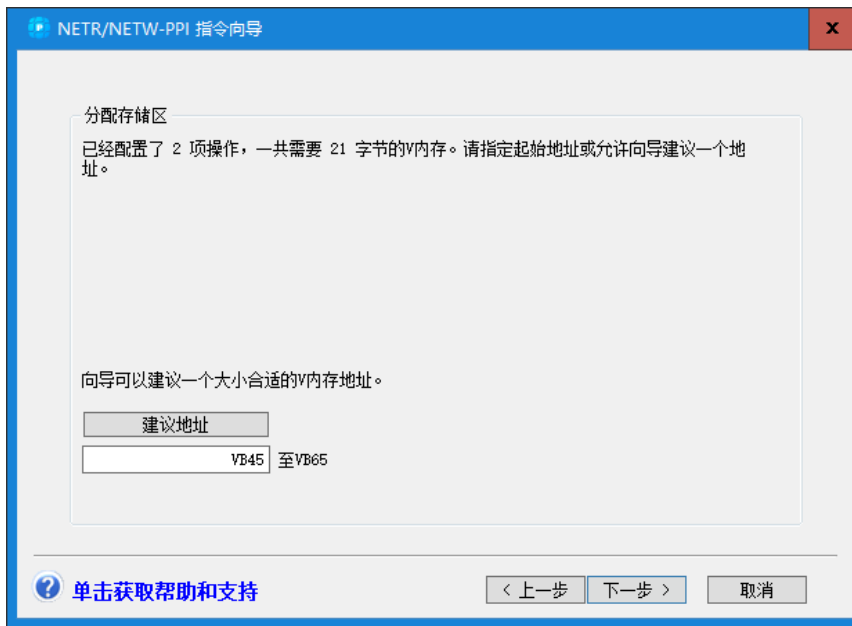 NETR/NETW-PPI 指令向导
x
分配存储区
已经配置了 2 项操作，一共需要 21 字节的V内存。请指定起始地址或允许向导建议一个地
址。
向导可以建议一个大小合适的V内存地址。
建议地址
VB45 至VB65
? 单击获取帮助和支持
< 上一步 下一步 > 取消